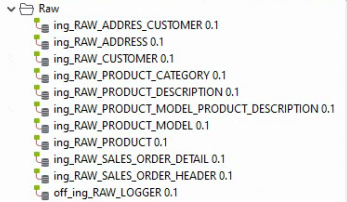 Raw
ing_RAW_ADDRES_CUSTOMER 0.1
ing_RAW_ADDRESS 0.1
ing_RAW_CUSTOMER 0.1
ing_RAW_PRODUCT_CATEGORY 0.1
ing_RAW_PRODUCT_DESCRIPTION 0.1
ing_RAW_PRODUCT_MODEL_PRODUCT_DESCRIPTION 0.1
ing_RAW_PRODUCT_MODEL 0.1
ing_RAW_PRODUCT 0.1
ing_RAW_SALES_ORDER_DETAIL 0.1
ing_RAW_SALES_ORDER_HEADER 0.1
off_ing_RAW_LOGGER 0.1